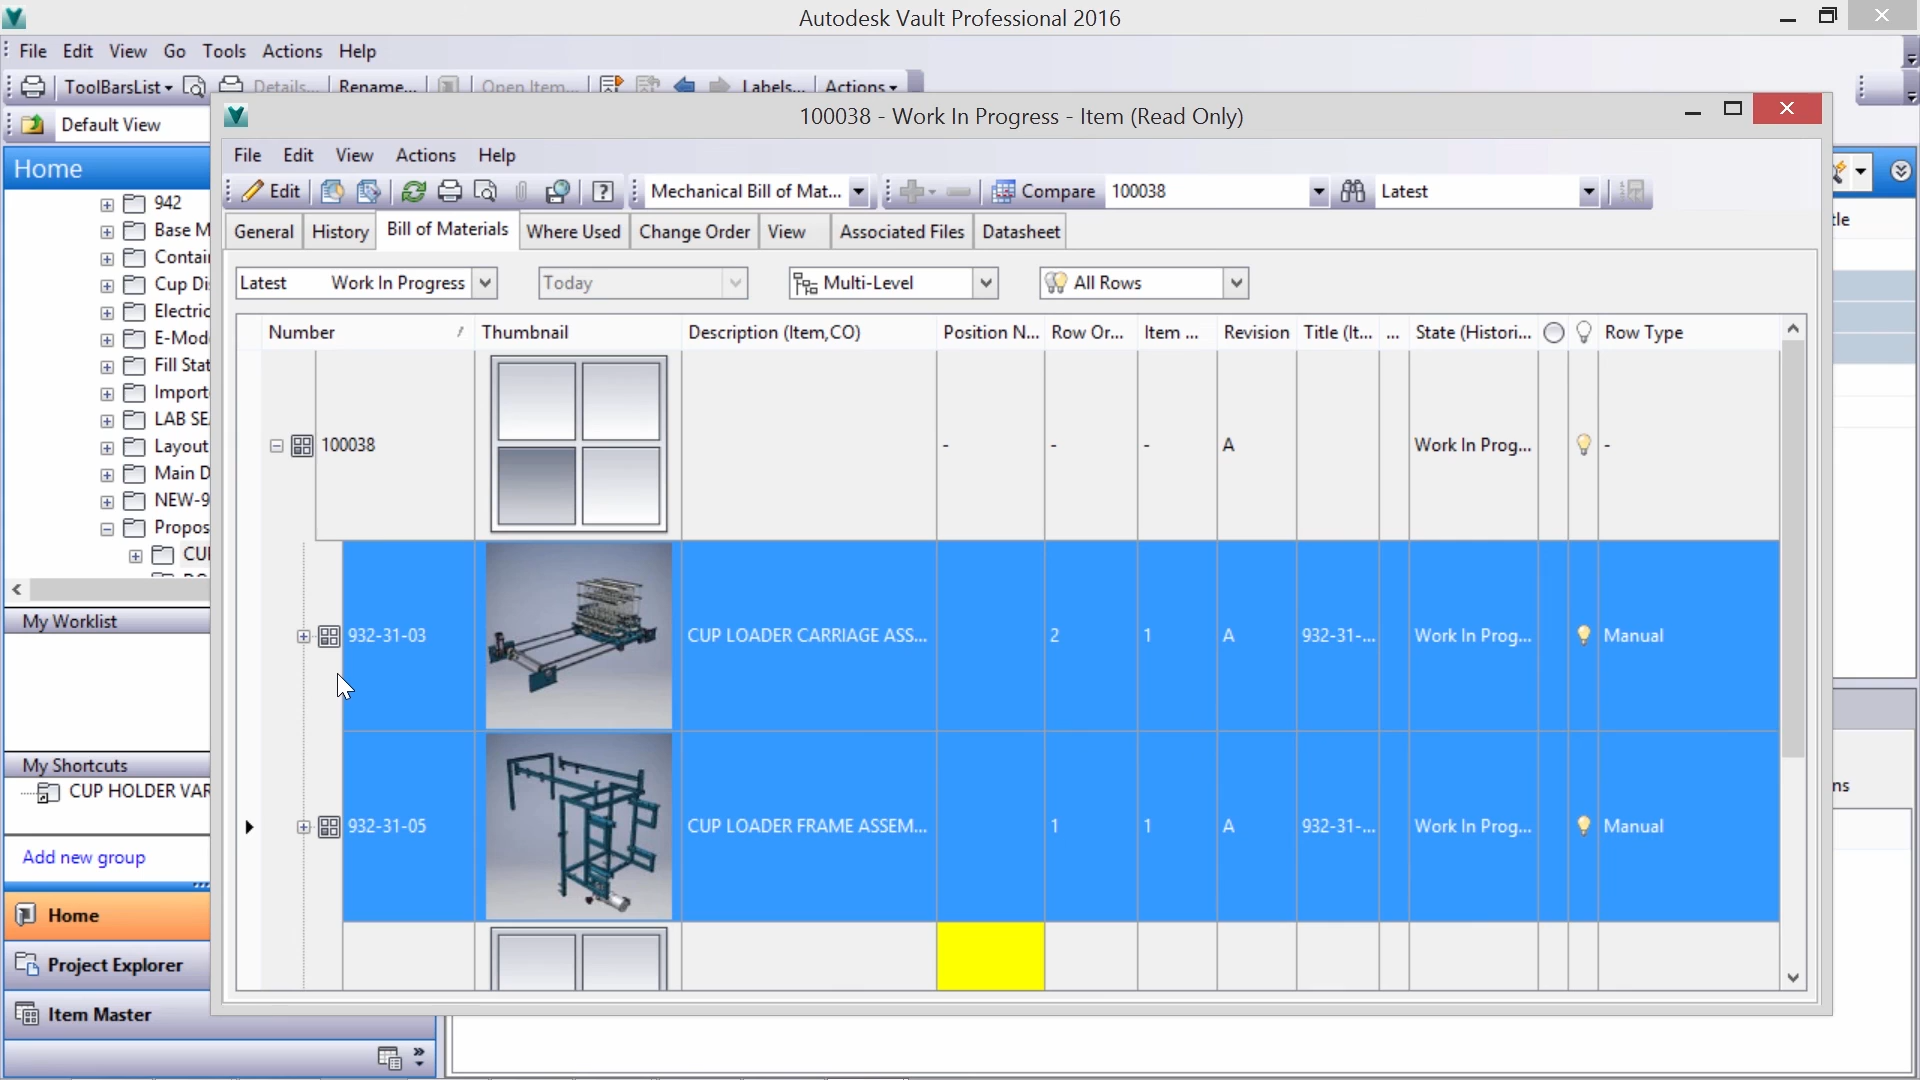 Autodesk Vault Professional 2016
File Edit View Go Tools Actions Help
ToolBarsList Details... Rename... Open Item... Labels... Actions
Default View
100038 - Work In Progress - Item (Read Only)
File Edit View Actions Help
Edit Mechanical Bill of Mat... Compare 100038 Latest
General History Bill of Materials Where Used Change Order View Associated Files Datasheet
Latest Work In Progress Today Multi-Level All Rows
Number / Thumbnail Description (Item,CO) Position N... Row Or... Item ... Revision Title (It... ... State (Histori... Row Type
100038 - - - A Work In Prog... -
932-31-03 CUP LOADER CARRIAGE ASS... 2 1 A 932-31-... Work In Prog... Manual
932-31-05 CUP LOADER FRAME ASSEM... 1 1 A 932-31-... Work In Prog... Manual
Home
942
Base M
Contai
Cup Di
Electric
E-Mod
Fill Stat
Import
LAB SE
Layout
Main D
NEW-9
Propos
CUI
My Worklist
My Shortcuts
CUP HOLDER VAR
Add new group
Home
Project Explorer
Item Master
tle
ns